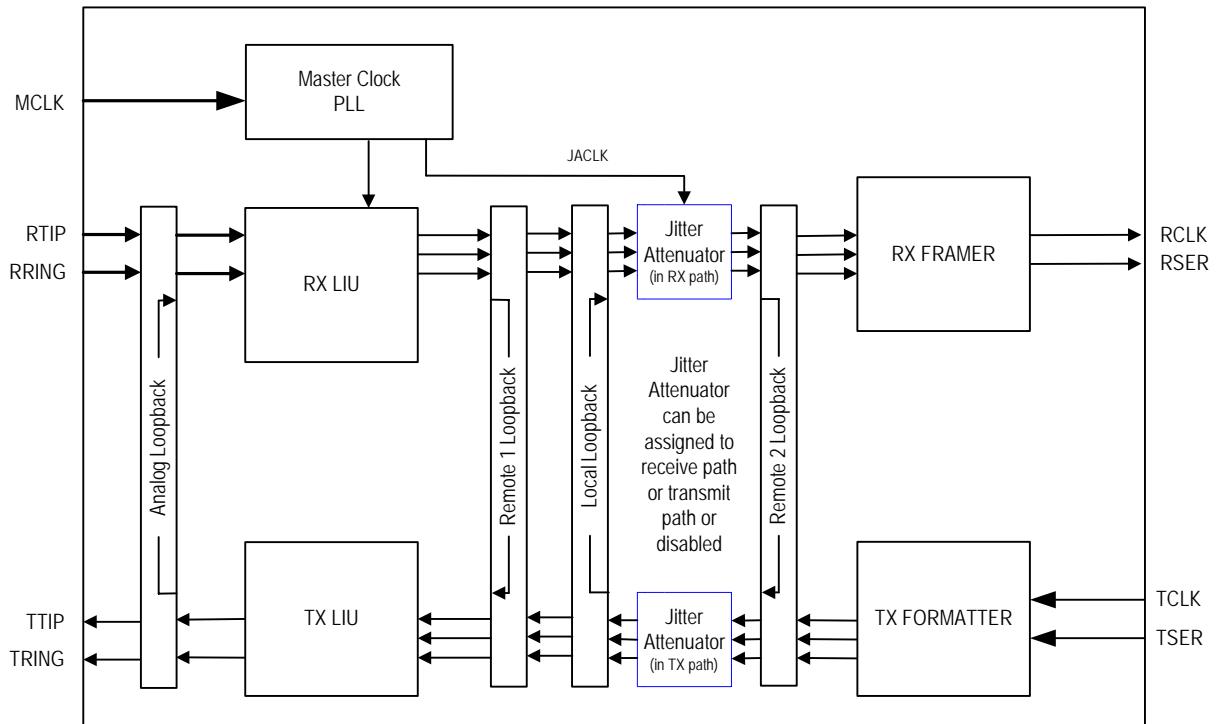 Master Clock
PLL
MCLK
JACLK
RTIP
RRING
RX LIU
Jitter
Attenuator
(in RX path)
RX FRAMER
RCLK
RSER
Analog Loopback
Remote 1 Loopback
Local Loopback
Jitter
Attenuator
can be
assigned to
receive path
or transmit
path or
disabled
Remote 2 Loopback
TTIP
TRING
TX LIU
Jitter
Attenuator
(in TX path)
TX FORMATTER
TCLK
TSER